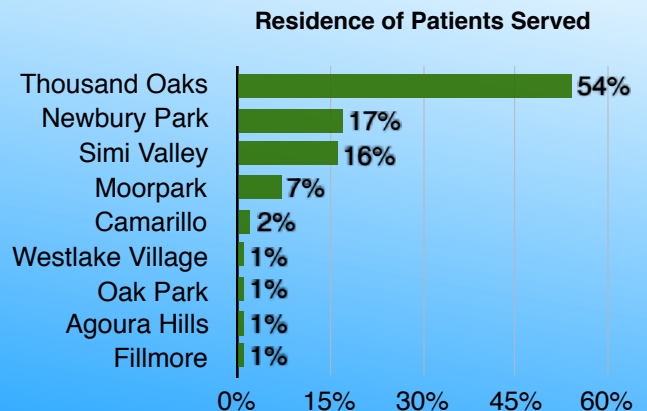 Residence of Patients Served
Thousand Oaks 54%
Newbury Park 17%
Simi Valley 16%
Moorpark 7%
Camarillo 2%
Westlake Village 1%
Oak Park 1%
Agoura Hills 1%
Fillmore 1%
0% 15% 30% 45% 60%